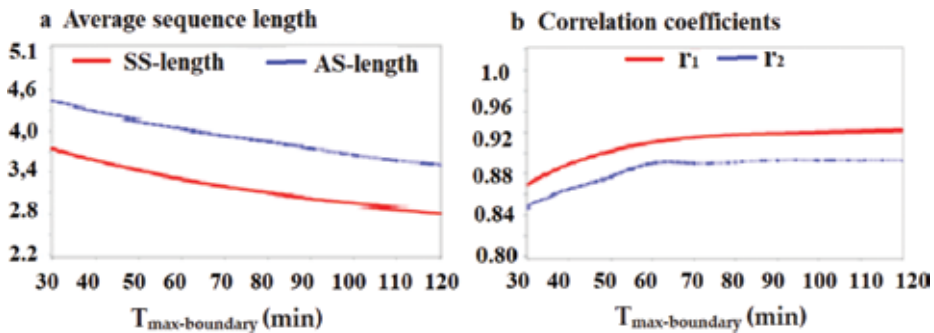 a Average sequence length
5.1
4,6
4,0
3.4
2.8
2.2
SS-length AS-length
30 40 50 60 70 80 90 100 110 120
Tmax-boundary (min)
b Correlation coefficients
1.0
0.96
0.92
0.88
0.84
0.80
r1 r2
30 40 50 60 70 80 90 100 110 120
Tmax-boundary (min)